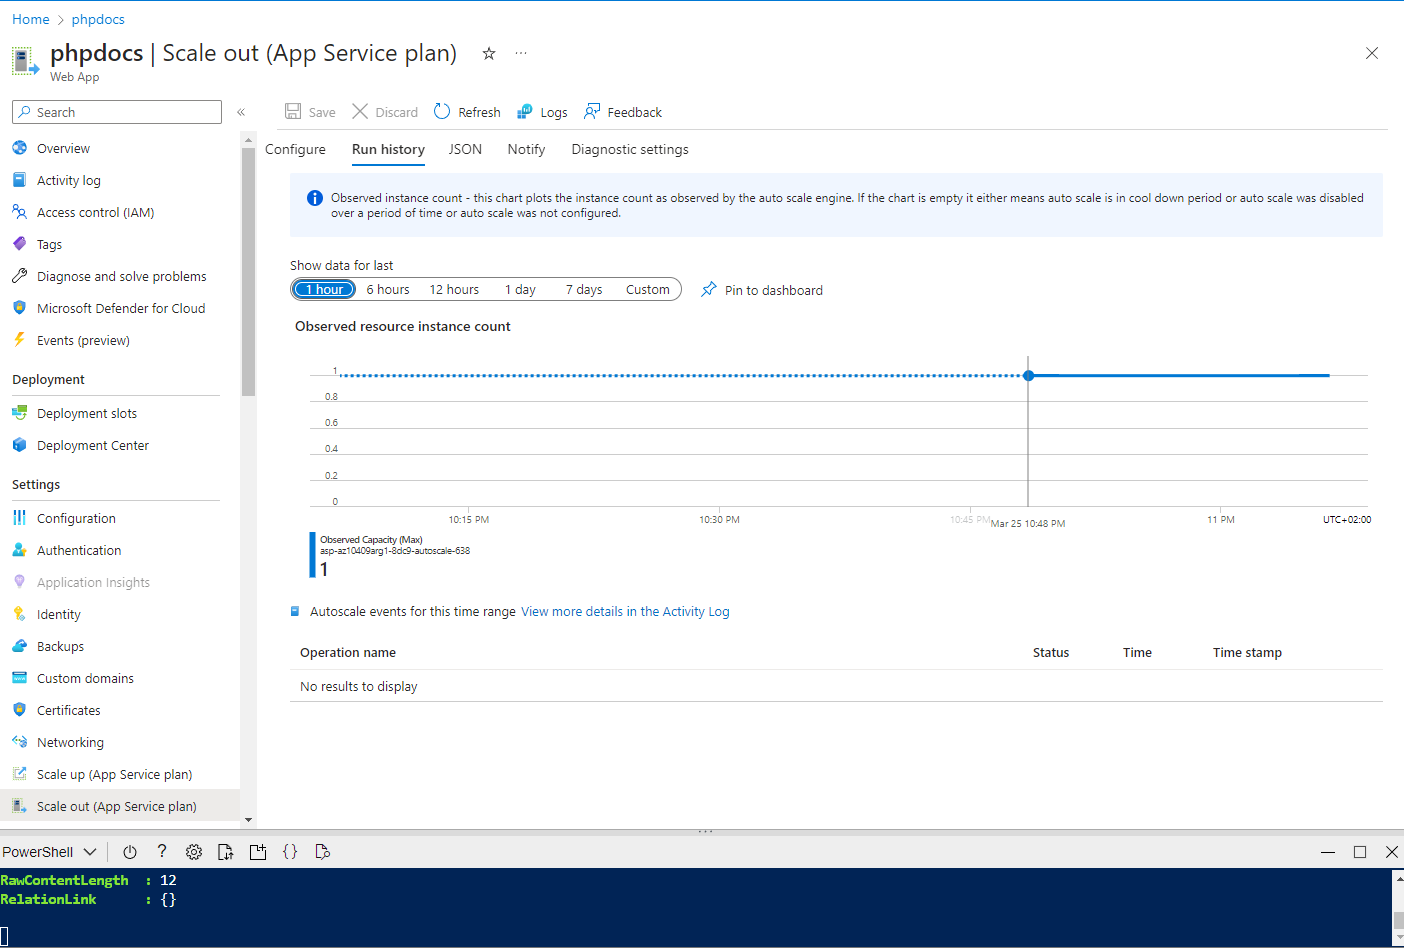 Home > phpdocs
phpdocs | Scale out (App Service plan) ☆ ...
Web App
Search «
Save Discard Refresh Logs Feedback
Configure Run history JSON Notify Diagnostic settings
Overview
Activity log
Access control (IAM)
Tags
Diagnose and solve problems
Microsoft Defender for Cloud
Events (preview)
Deployment
Deployment slots
Deployment Center
Settings
Configuration
Authentication
Application Insights
Identity
Backups
Custom domains
Certificates
Networking
Scale up (App Service plan)
Scale out (App Service plan)
Observed instance count - this chart plots the instance count as observed by the auto scale engine. If the chart is empty it either means auto scale is in cool down period or auto scale was disabled
over a period of time or auto scale was not configured.
Show data for last
1 hour 6 hours 12 hours 1 day 7 days Custom Pin to dashboard
Observed resource instance count
1
0.8
0.6
0.4
0.2
0
10:15 PM 10:30 PM 10:45 PM Mar 25 10:48 PM 11 PM UTC+02:00
Observed Capacity (Max)
asp-az10409arg1-8dc9-autoscale-638
1
Autoscale events for this time range View more details in the Activity Log
Operation name Status Time Time stamp
No results to display
PowerShell ? {}
RawContentLength : 12
RelationLink : {}